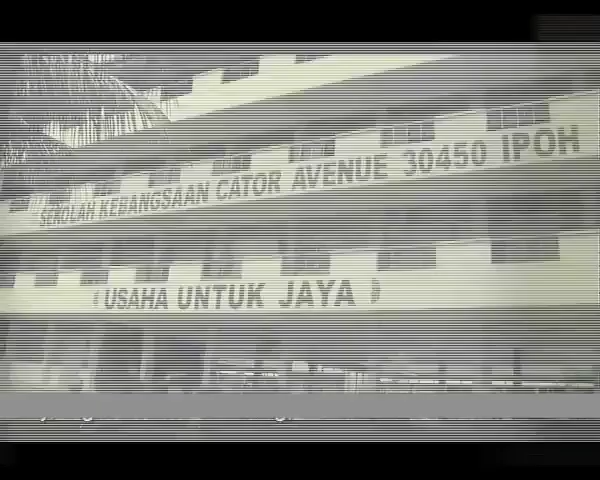 SEKOLAH KEBANGSAAN CATOR AVENUE 30450 IPOH
( USAHA UNTUK JAYA )